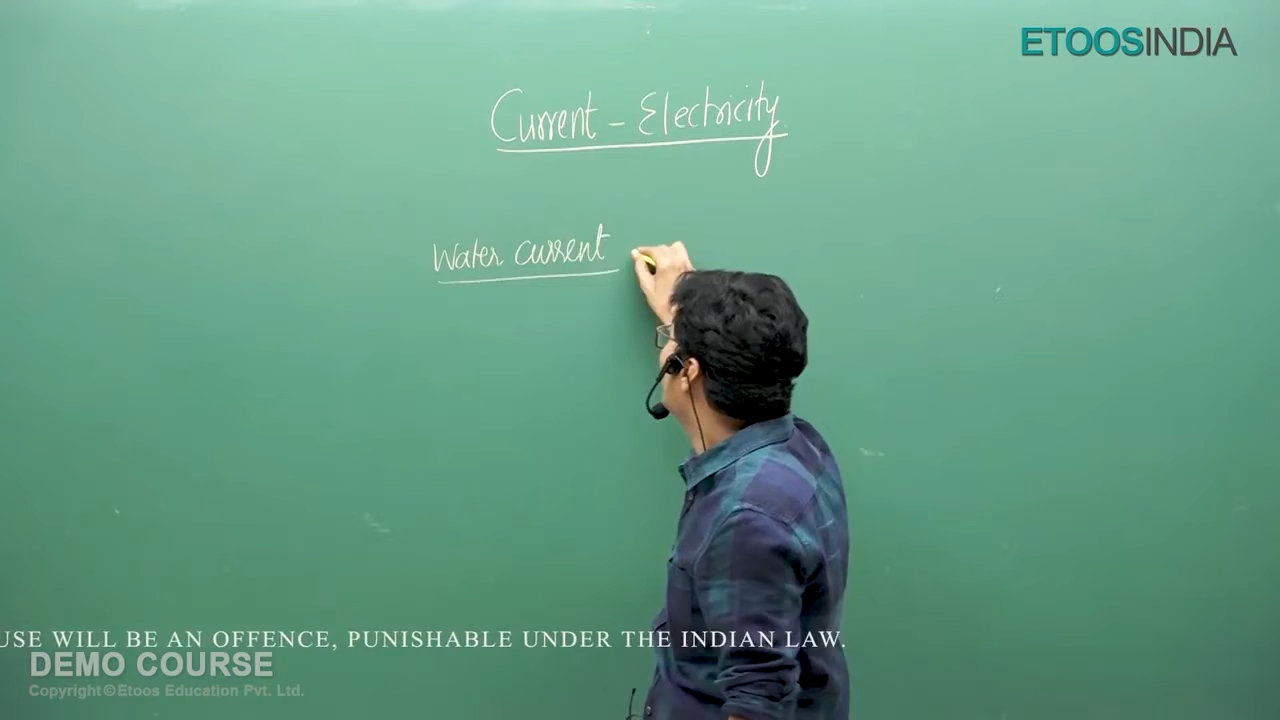 ETOOSINDIA
Current - Electricity
Water current
USE WILL BE AN OFFENCE, PUNISHABLE UNDER THE INDIAN LAW.
DEMO COURSE
Copyright©Etoos Education Pvt. Ltd.